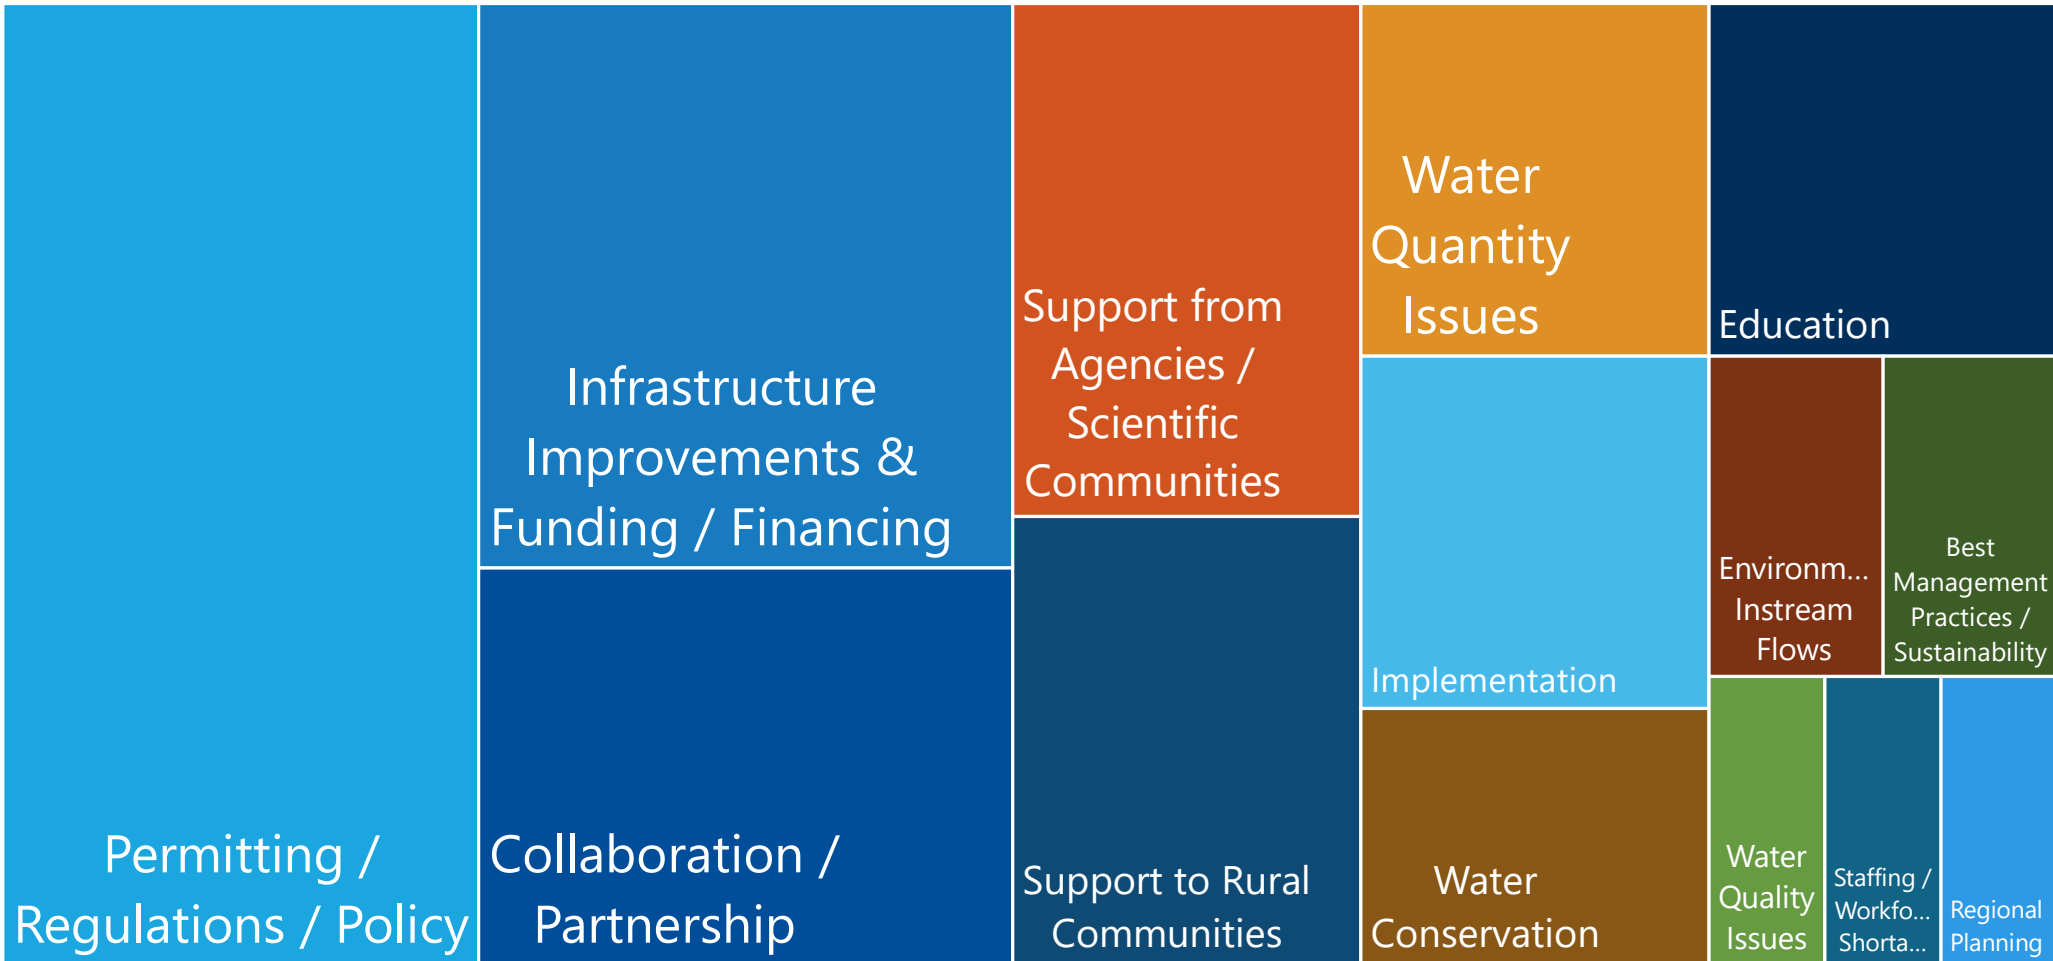 Permitting /
Regulations / Policy
Infrastructure
Improvements &
Funding / Financing
Collaboration /
Partnership
Support from
Agencies /
Scientific
Communities
Support to Rural
Communities
Water
Quantity
Issues
Implementation
Water
Conservation
Education
Environm...
Instream
Flows
Best
Management
Practices /
Sustainability
Water
Quality
Issues
Staffing /
Workfo...
Shorta...
Regional
Planning